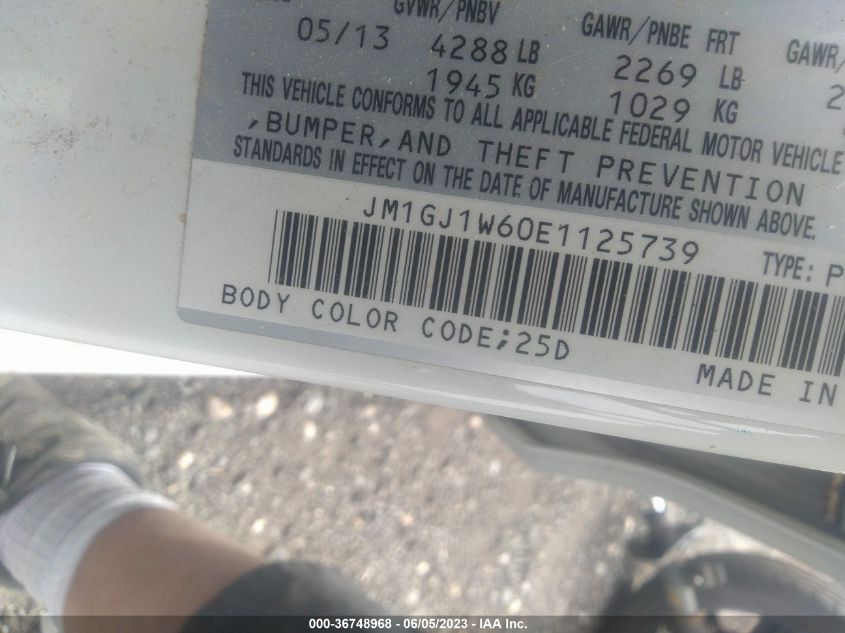 05/13 GVWR/PNBV GAWR/PNBE FRT GAWR/
4288 LB 2269 LB 2
1945 KG 1029 KG
THIS VEHICLE CONFORMS TO ALL APPLICABLE FEDERAL MOTOR VEHICLE
,BUMPER,AND THEFT PREVENTION
STANDARDS IN EFFECT ON THE DATE OF MANUFACTURE SHOWN ABOVE.
JM1GJ1W60E1125739 TYPE: P
BODY COLOR CODE;25D
MADE IN
000-36748968 - 06/05/2023 - IAA Inc.